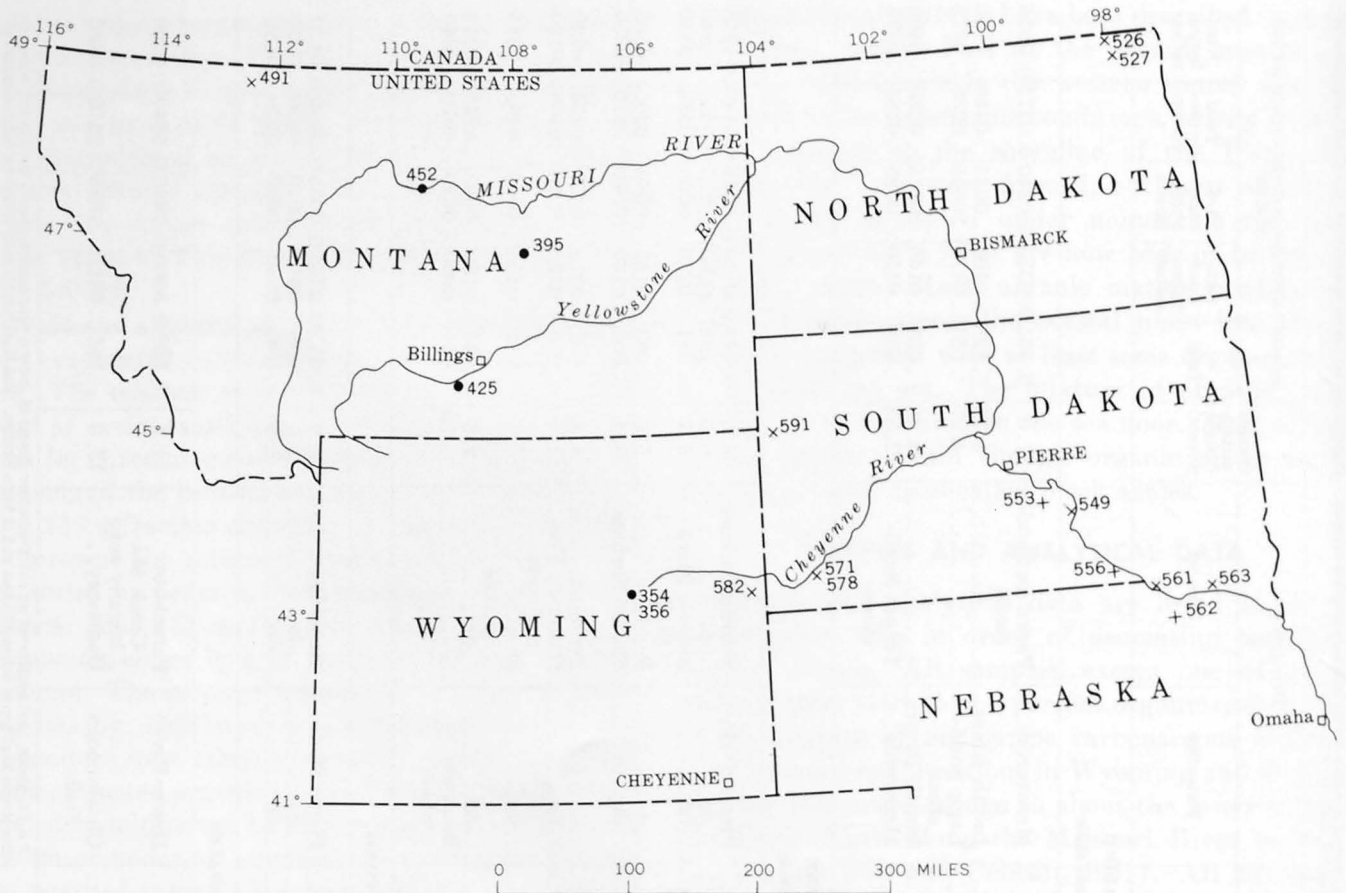 116°
114°
112°
110°
108°
106°
104°
102°
100°
98°
49°
CANADA
UNITED STATES
×491
×526
×527
RIVER
MISSOURI
452
395
MONTANA
River
Yellowstone
NORTH DAKOTA
BISMARCK
47°
Billings
425
45°
×591
SOUTH DAKOTA
River
Cheyenne
PIERRE
553+
×549
571
578
582×
556+
561
×563
+562
354
356
43°
WYOMING
NEBRASKA
Omaha
CHEYENNE
41°
0 100 200 300 MILES